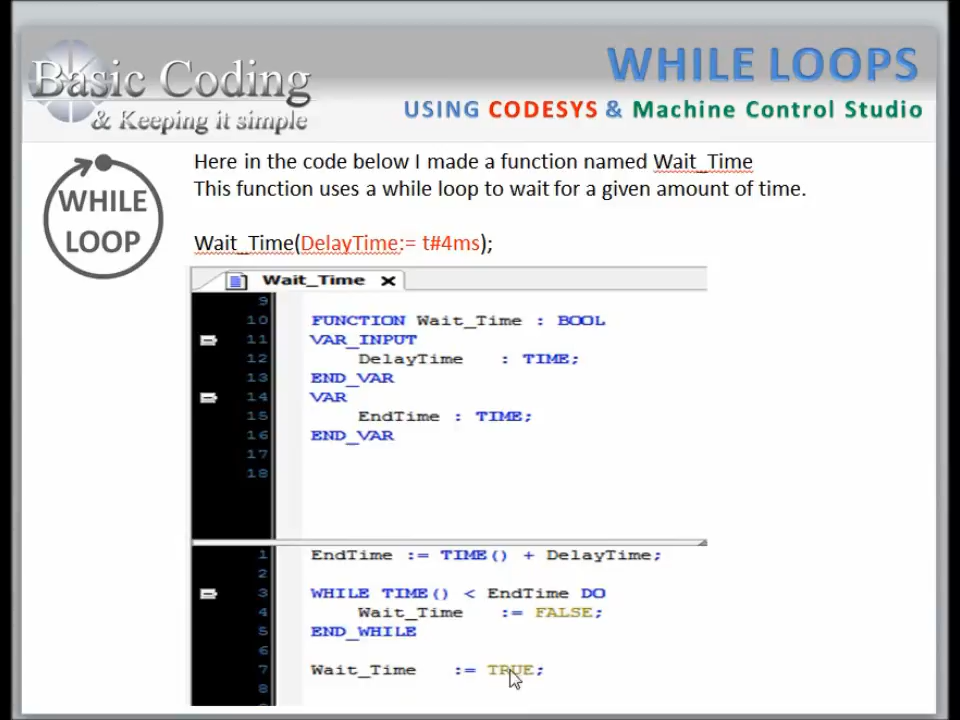 Basic Coding
& Keeping it simple
WHILE LOOPS
USING CODESYS & Machine Control Studio
WHILE
LOOP
Here in the code below I made a function named Wait_Time
This function uses a while loop to wait for a given amount of time.
Wait_Time(DelayTime:= t#4ms);
Wait_Time
9
10 FUNCTION Wait_Time : BOOL
11 VAR_INPUT
12 DelayTime : TIME;
13 END_VAR
14 VAR
15 EndTime : TIME;
16 END_VAR
17
18
1 EndTime := TIME() + DelayTime;
2
3 WHILE TIME() < EndTime DO
4 Wait_Time := FALSE;
5 END_WHILE
6
7 Wait_Time := TRUE;
8